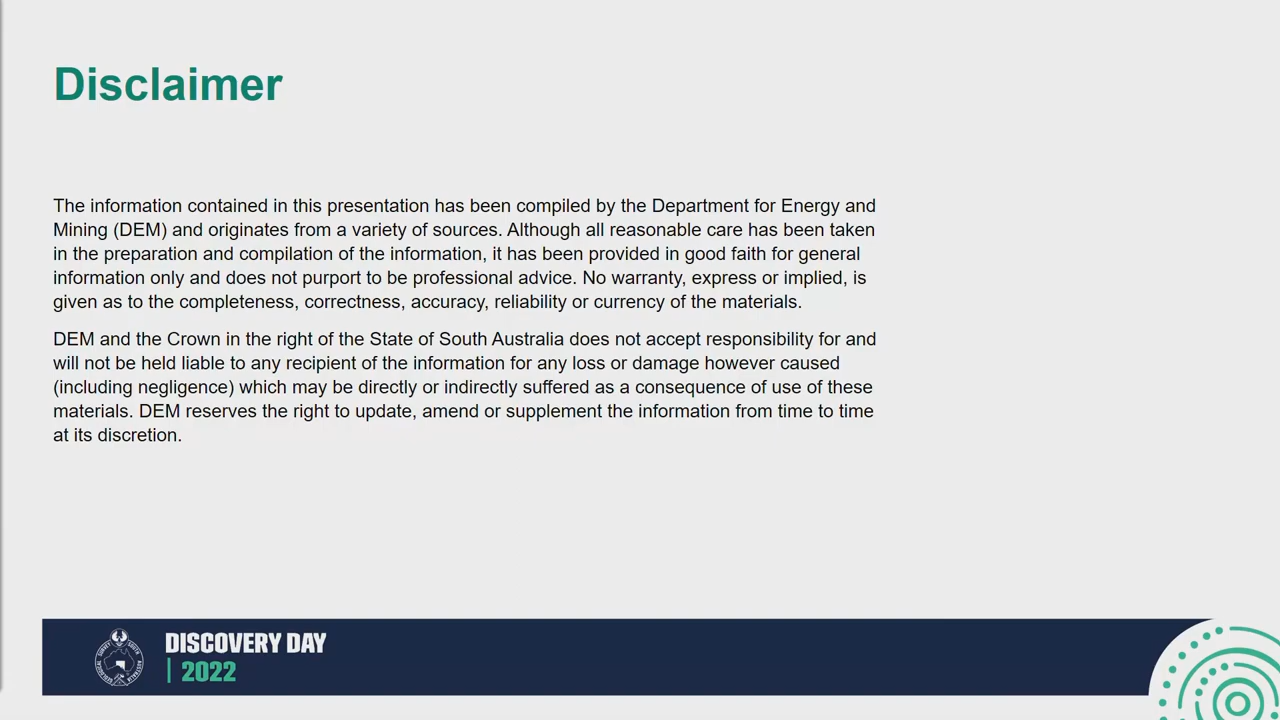 Disclaimer
The information contained in this presentation has been compiled by the Department for Energy and
Mining (DEM) and originates from a variety of sources. Although all reasonable care has been taken
in the preparation and compilation of the information, it has been provided in good faith for general
information only and does not purport to be professional advice. No warranty, express or implied, is
given as to the completeness, correctness, accuracy, reliability or currency of the materials.
DEM and the Crown in the right of the State of South Australia does not accept responsibility for and
will not be held liable to any recipient of the information for any loss or damage however caused
(including negligence) which may be directly or indirectly suffered as a consequence of use of these
materials. DEM reserves the right to update, amend or supplement the information from time to time
at its discretion.
GEOLOGICAL SURVEY SOUTH AUSTRALIA
DISCOVERY DAY
| 2022